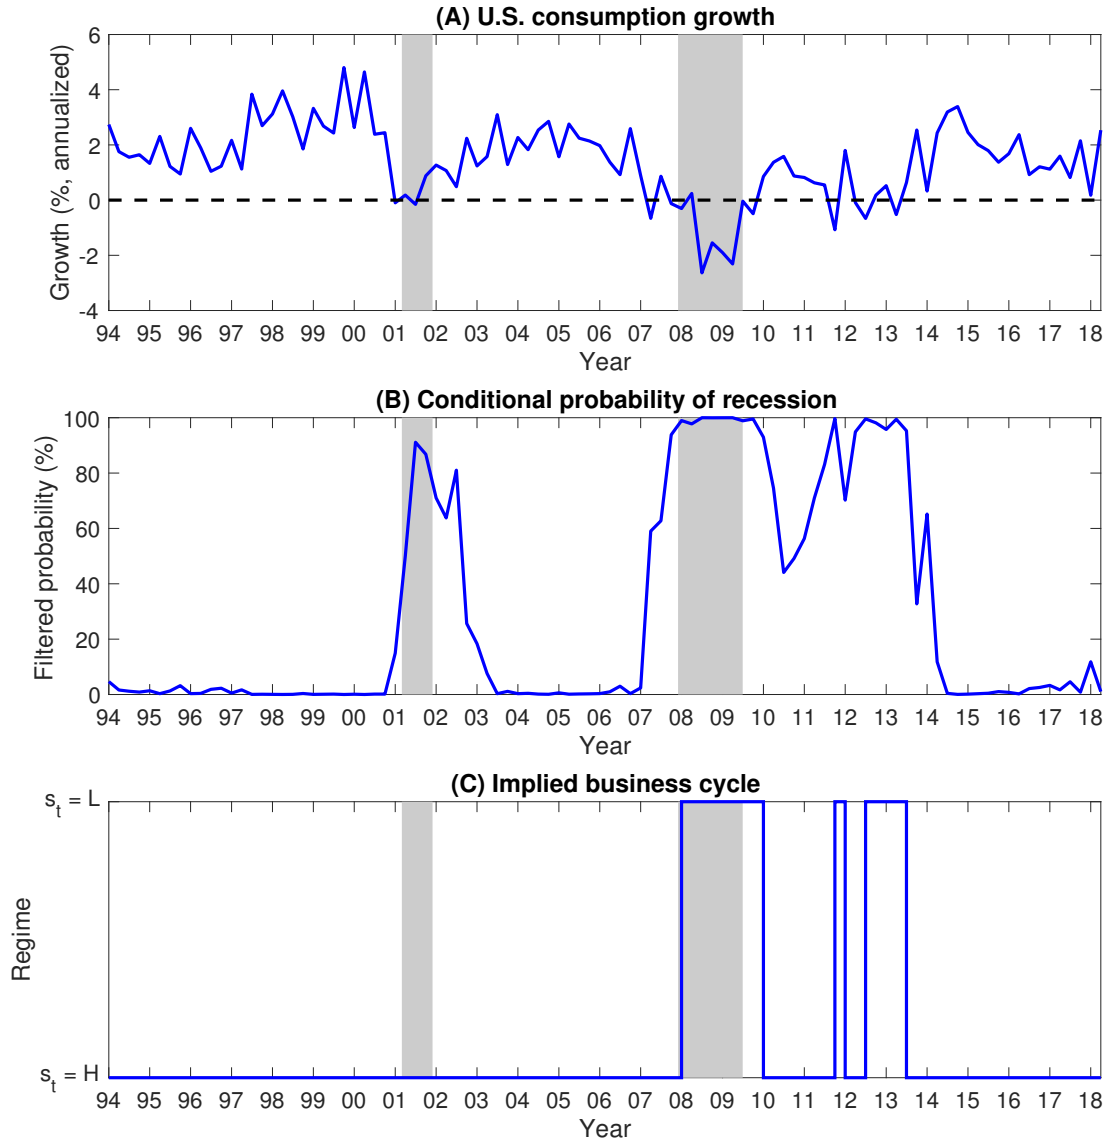 (A) U.S. consumption growth
Growth (%, annualized)
6
4
2
0
-2
-4
94 95 96 97 98 99 00 01 02 03 04 05 06 07 08 09 10 11 12 13 14 15 16 17 18
Year
(B) Conditional probability of recession
Filtered probability (%)
100
80
60
40
20
0
94 95 96 97 98 99 00 01 02 03 04 05 06 07 08 09 10 11 12 13 14 15 16 17 18
Year
(C) Implied business cycle
Regime
s_t = L
s_t = H
94 95 96 97 98 99 00 01 02 03 04 05 06 07 08 09 10 11 12 13 14 15 16 17 18
Year